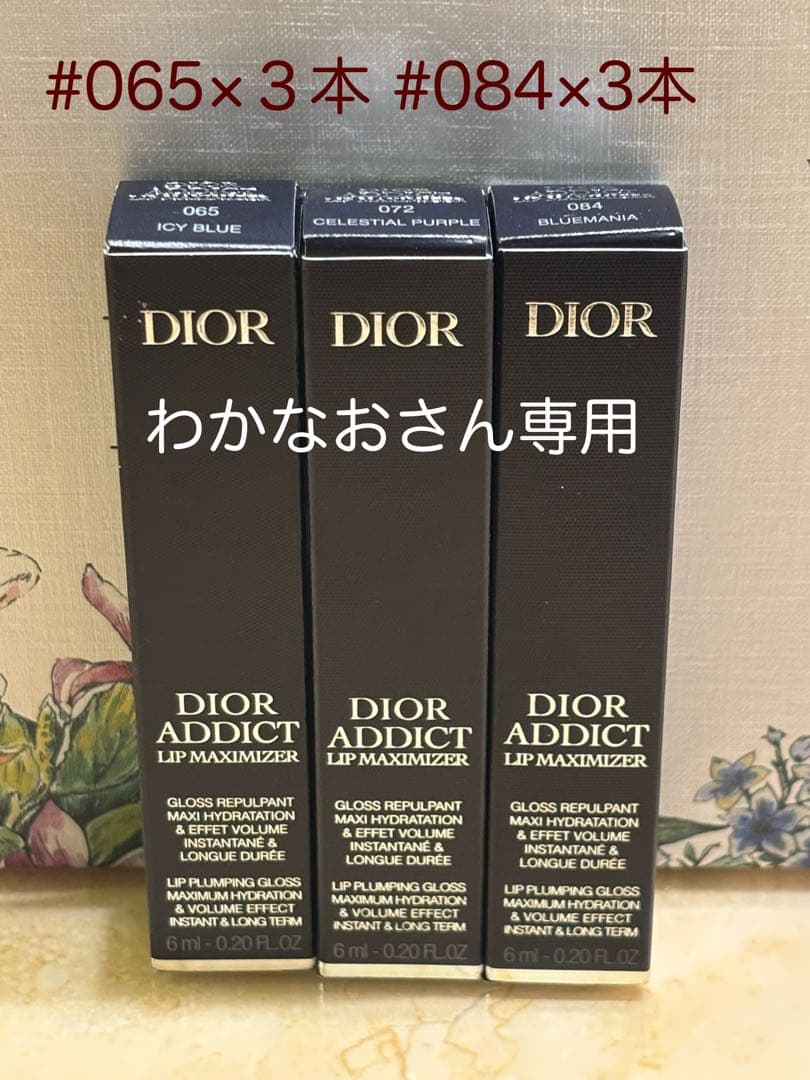 #065×３本 #084×3本
065
ICY BLUE
072
CELESTIAL PURPLE
084
BLUEMANIA
DIOR
DIOR
DIOR
わかなおさん専用
DIOR
ADDICT
LIP MAXIMIZER
GLOSS REPULPANT
MAXI HYDRATATION
& EFFET VOLUME
INSTANTANÉ &
LONGUE DURÉE
LIP PLUMPING GLOSS
MAXIMUM HYDRATION
& VOLUME EFFECT
INSTANT & LONG TERM
6 ml - 0.20 FL.OZ
DIOR
ADDICT
LIP MAXIMIZER
GLOSS REPULPANT
MAXI HYDRATATION
& EFFET VOLUME
INSTANTANÉ &
LONGUE DURÉE
LIP PLUMPING GLOSS
MAXIMUM HYDRATION
& VOLUME EFFECT
INSTANT & LONG TERM
6 ml - 0.20 FL.OZ
DIOR
ADDICT
LIP MAXIMIZER
GLOSS REPULPANT
MAXI HYDRATATION
& EFFET VOLUME
INSTANTANÉ &
LONGUE DURÉE
LIP PLUMPING GLOSS
MAXIMUM HYDRATION
& VOLUME EFFECT
INSTANT & LONG TERM
6 ml - 0.20 FL.OZ